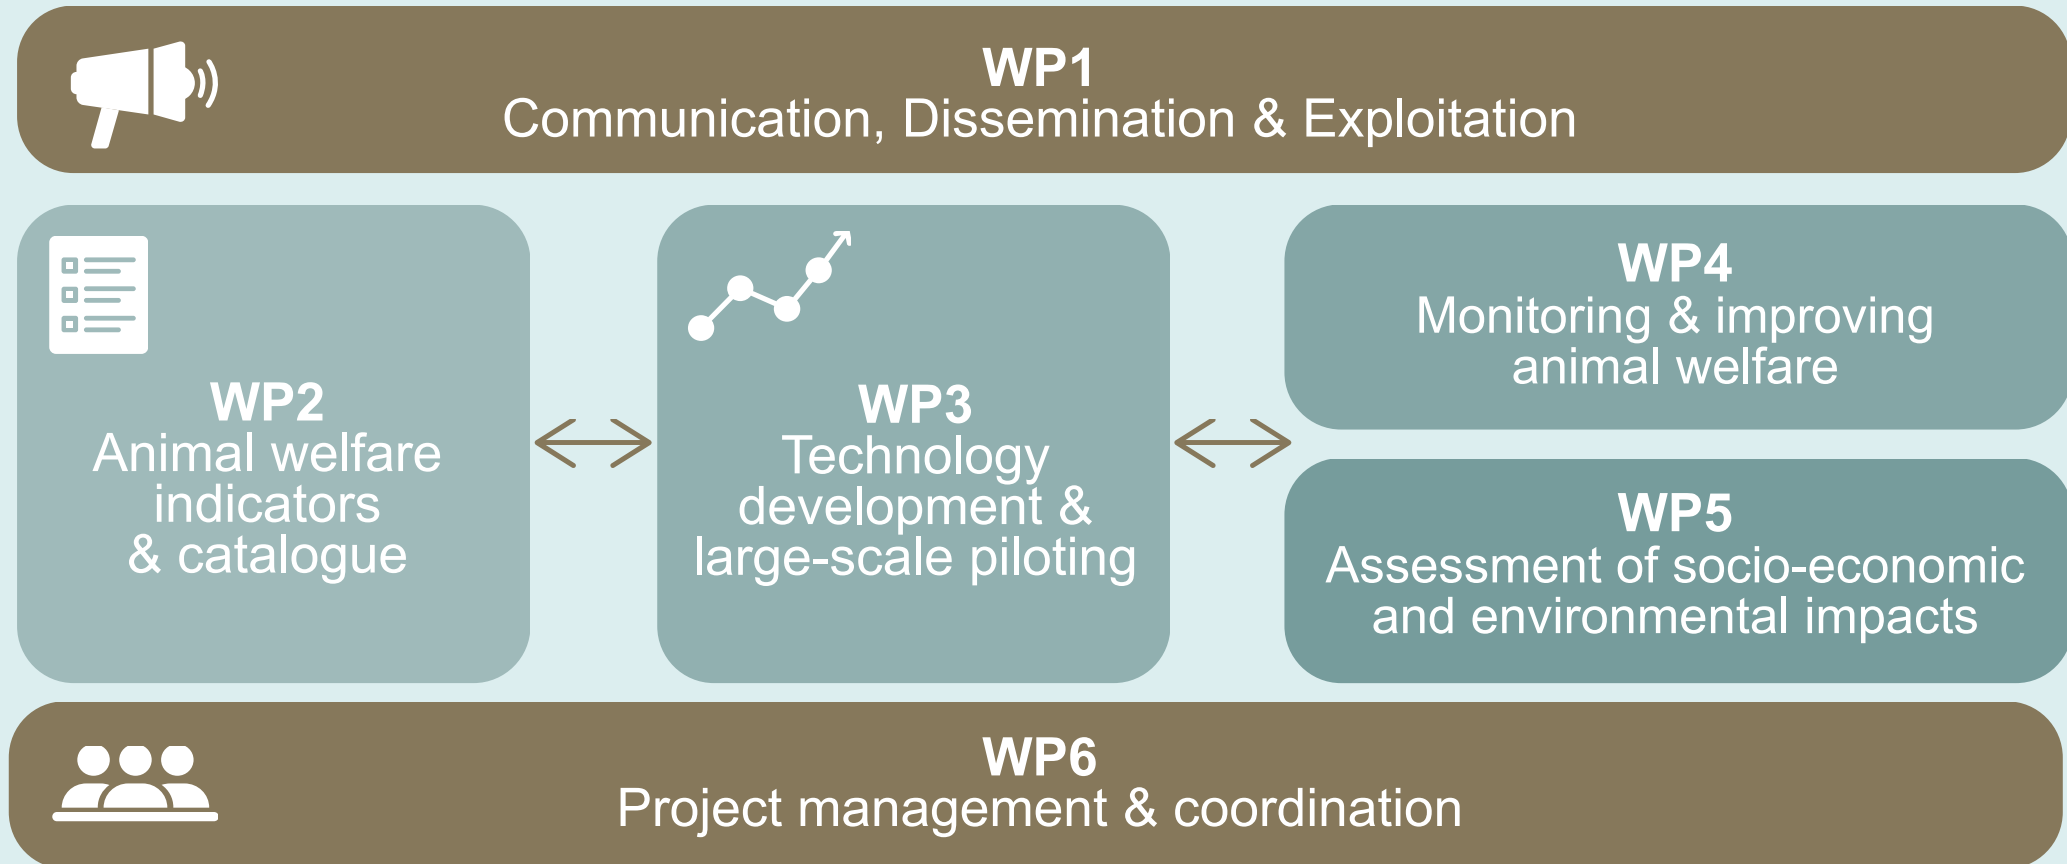 WP1
Communication, Dissemination & Exploitation
WP2
Animal welfare
indicators
& catalogue
WP3
Technology
development &
large-scale piloting
WP4
Monitoring & improving
animal welfare
WP5
Assessment of socio-economic
and environmental impacts
WP6
Project management & coordination